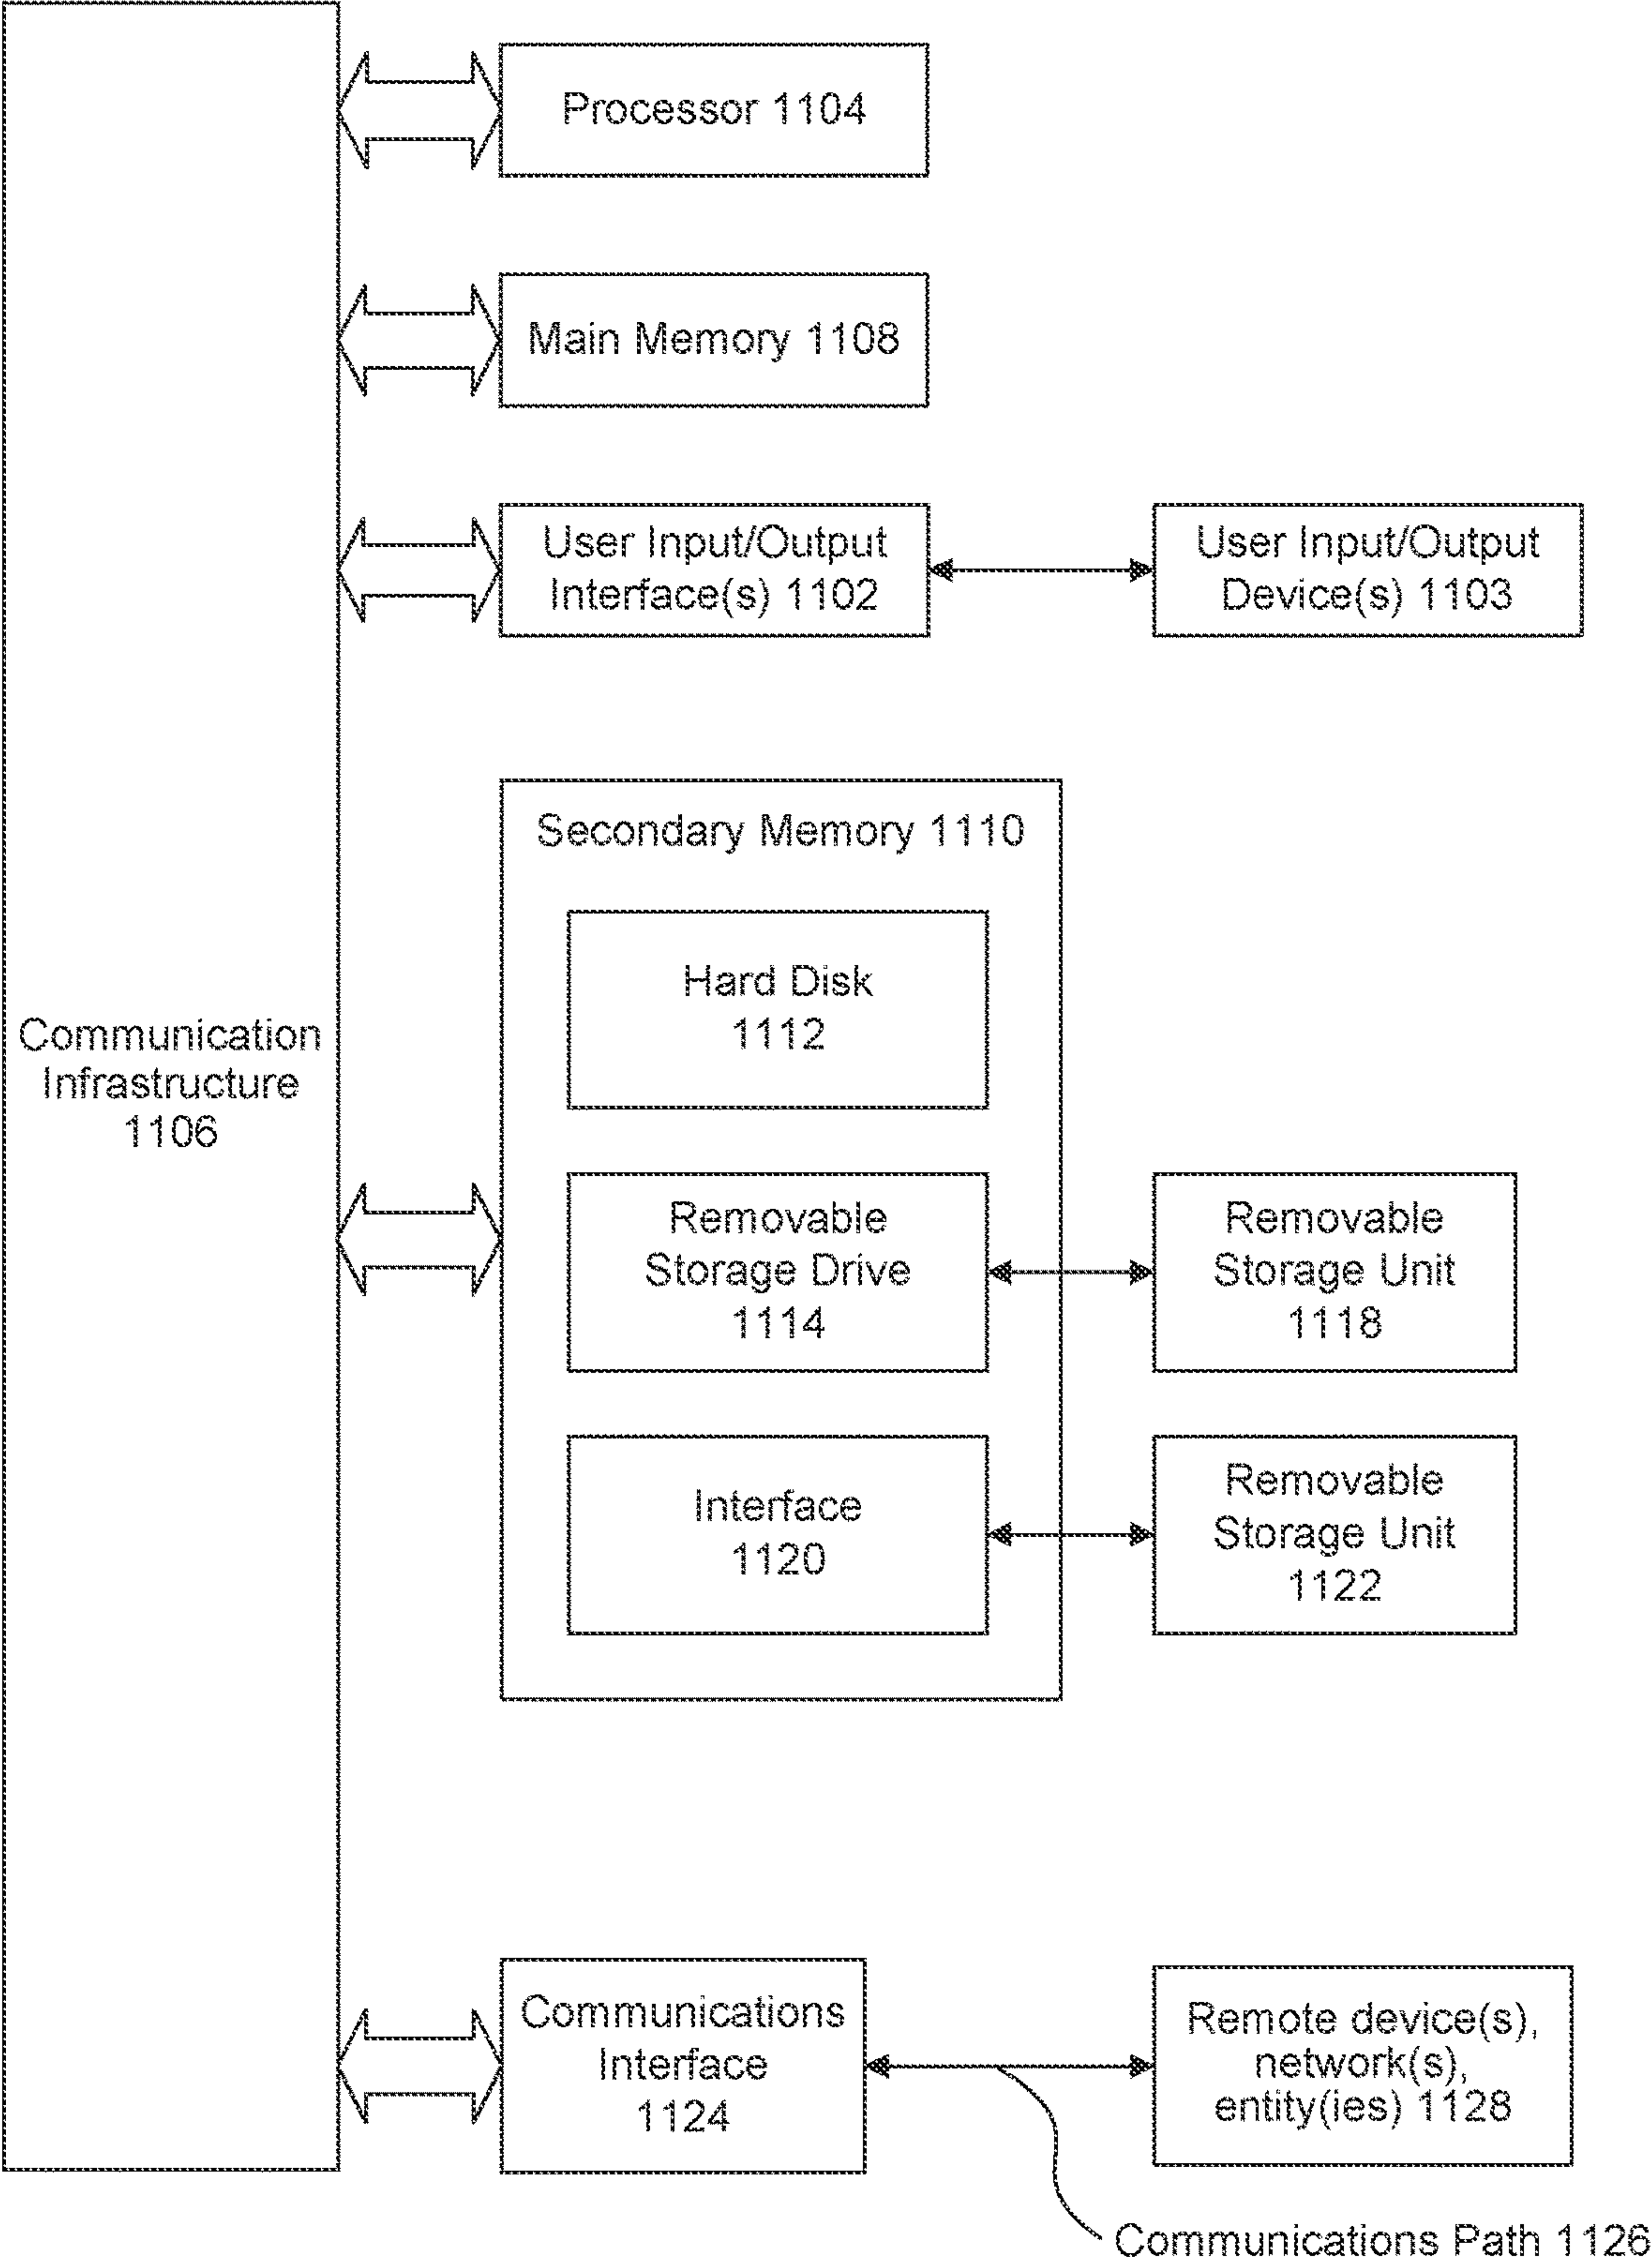 Processor 1104
Main Memory 1108
User Input/Output
Interface(s) 1102
User Input/Output
Device(s) 1103
Secondary Memory 1110
Hard Disk
1112
Communication
Infrastructure
1106
Removable
Storage Drive
1114
Removable
Storage Unit
1118
Interface
1120
Removable
Storage Unit
1122
Communications
Interface
1124
Remote device(s),
network(s),
entity(ies) 1128
Communications Path 1126